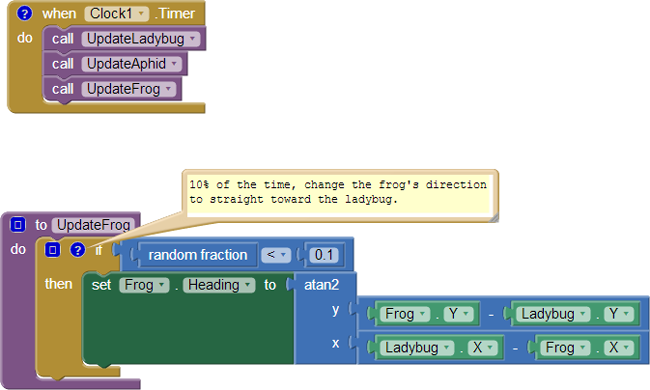 ? when Clock1 .Timer
do call UpdateLadybug
call UpdateAphid
call UpdateFrog
10% of the time, change the frog's direction
to straight toward the ladybug.
to UpdateFrog
do ? if random fraction < 0.1
then set Frog . Heading to atan2
y Frog . Y - Ladybug . Y
x Ladybug . X - Frog . X